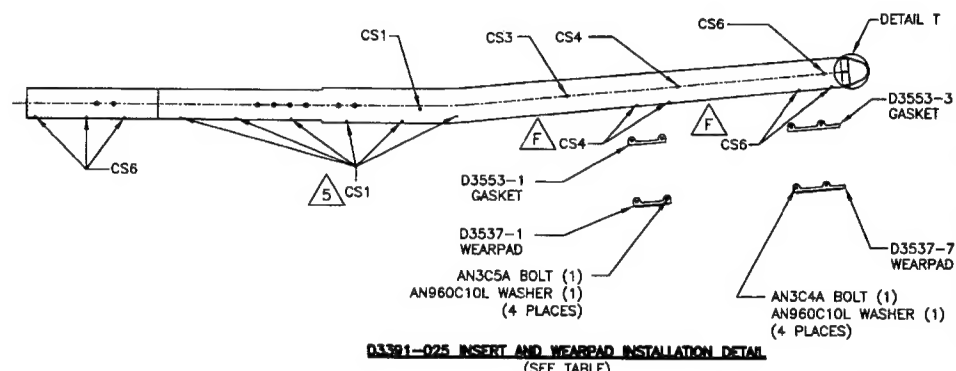 DETAIL T
CS6
CS4
CS1
CS3
D3553-3
GASKET
F
F
CS4
CS6
CS6
5
CS1
D3553-1
GASKET
D3537-1
WEARPAD
D3537-7
WEARPAD
AN3C5A BOLT (1)
AN960C10L WASHER (1)
(4 PLACES)
AN3C4A BOLT (1)
AN960C10L WASHER (1)
(4 PLACES)
D3391-025 INSERT AND WEARPAD INSTALLATION DETAIL
(SEE TABLE)